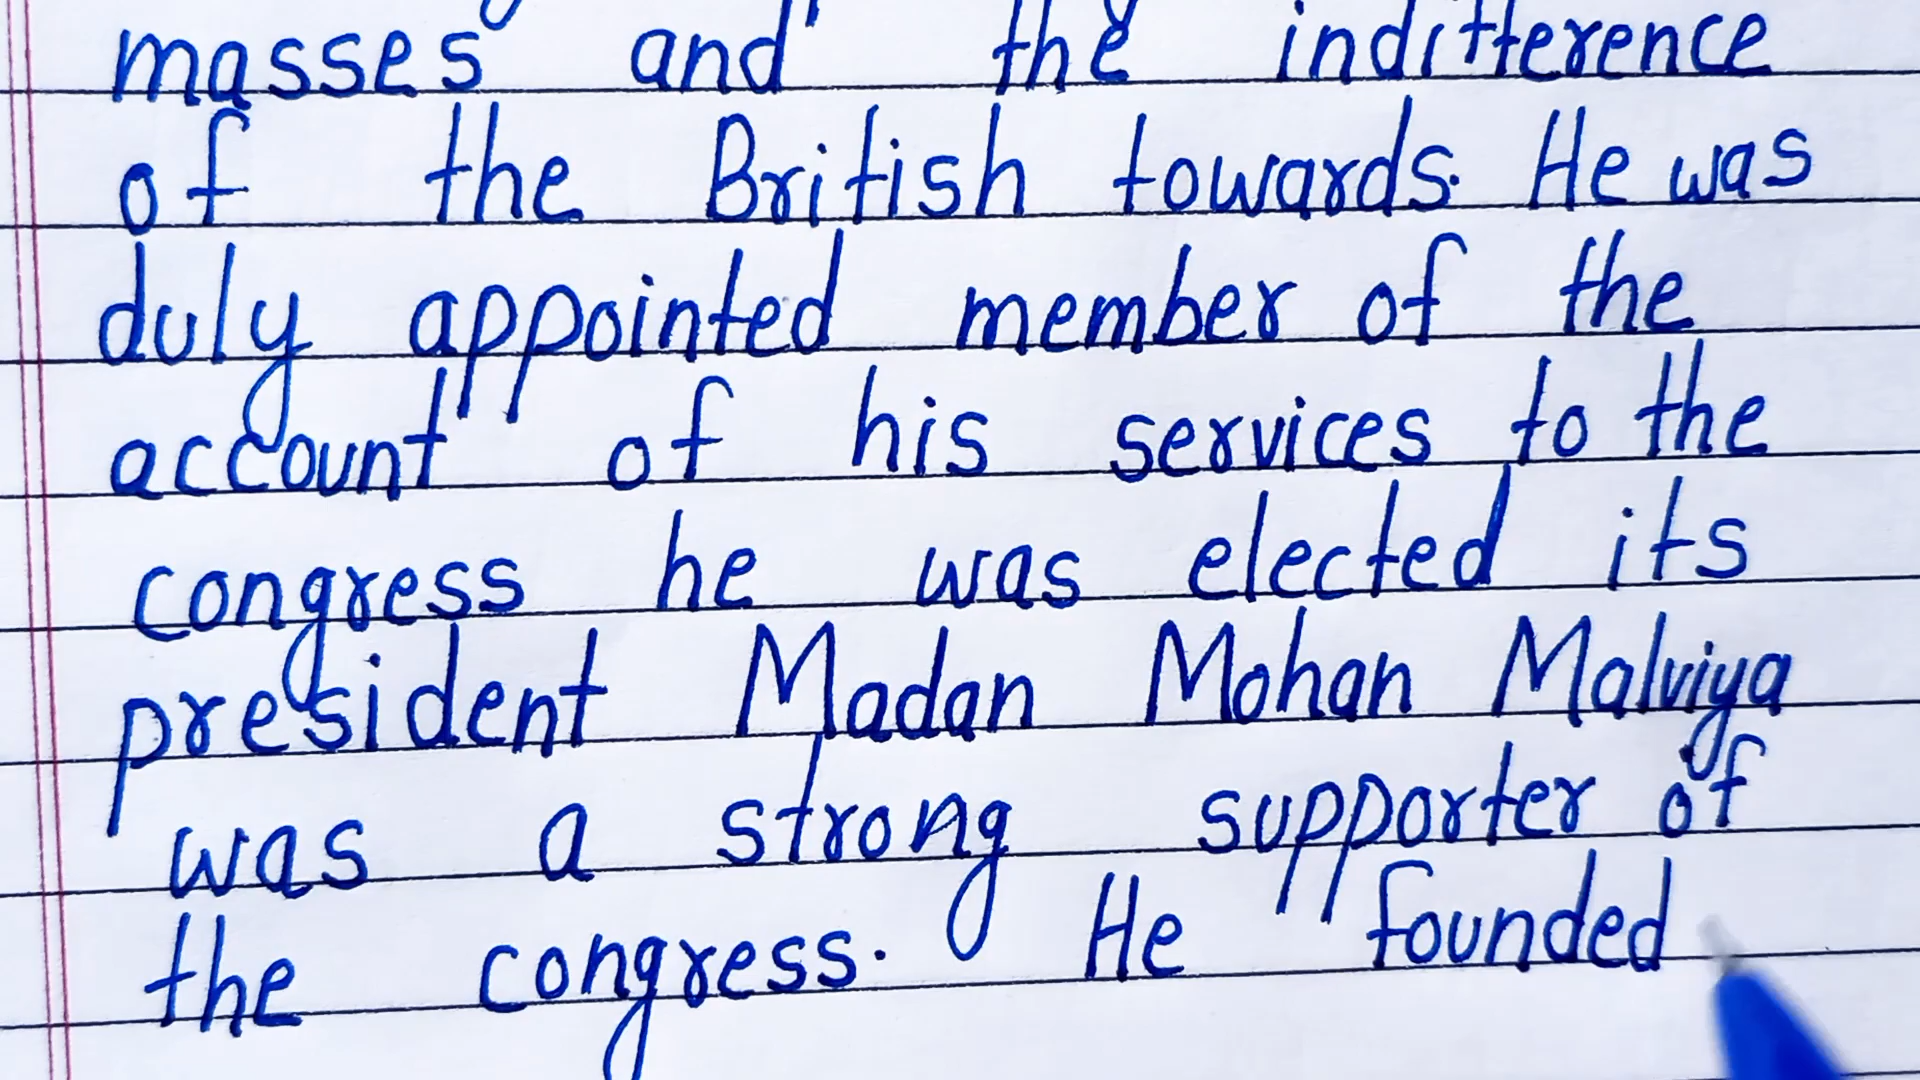 masses and the indifference
of the British towards. He was
duly appointed member of the
account of his services to the
congress he was elected its
president Madan Mohan Malviya
was a strong supporter of
the congress. He founded